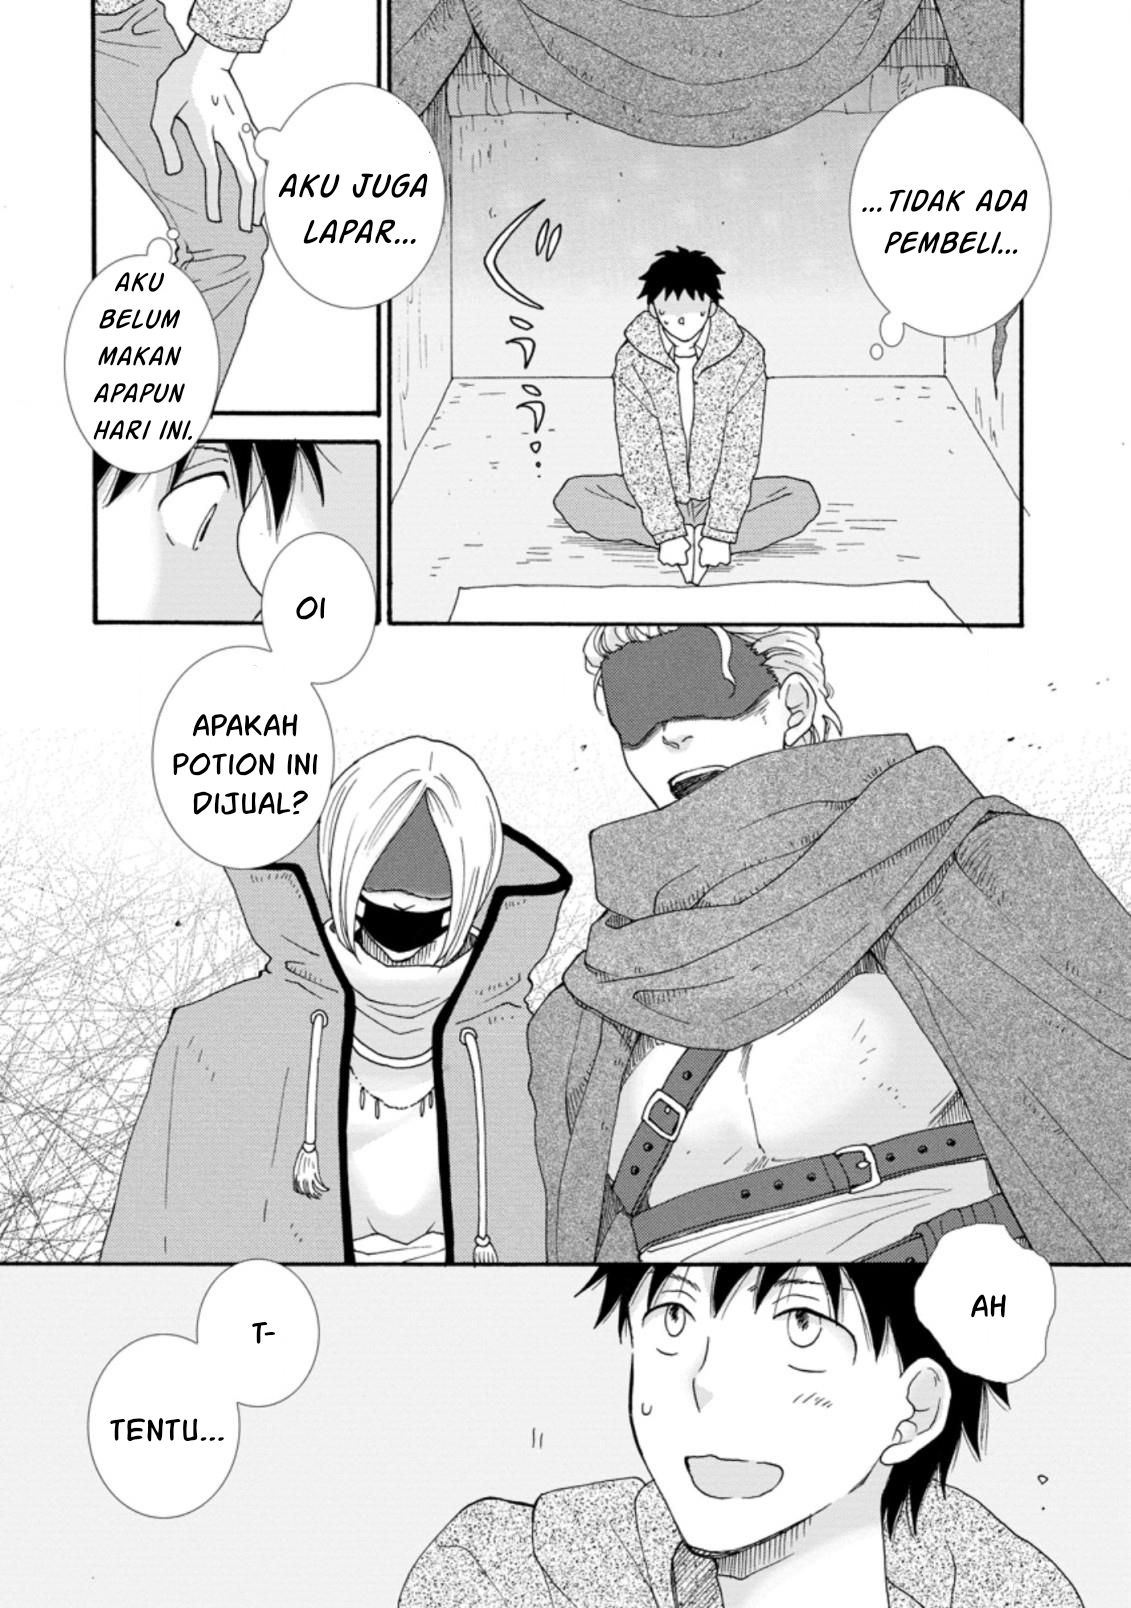 ...TIDAK ADA
PEMBELI...
AKU JUGA
LAPAR...
AKU
BELUM
MAKAN
APAPUN
HARI INI.
OI
APAKAH
POTION INI
DIJUAL?
AH
T-
TENTU...